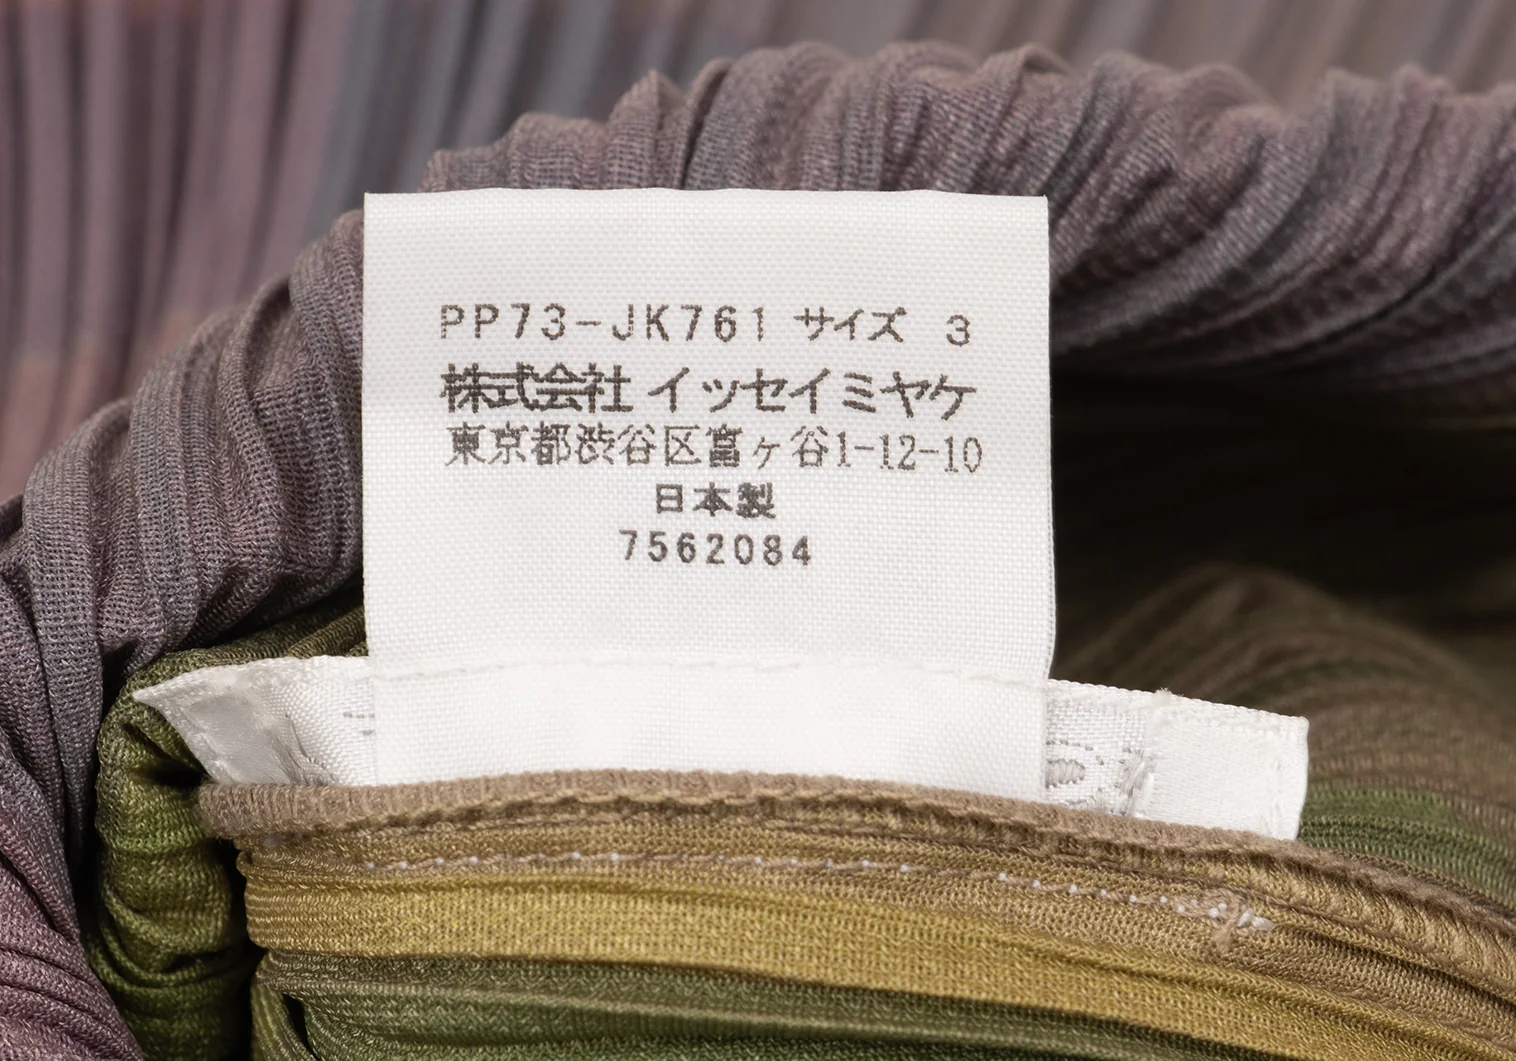 PP73-JK761 サイズ 3
株式会社 イッセイミヤケ
東京都渋谷区富ヶ谷1-12-10
日本製
7562084